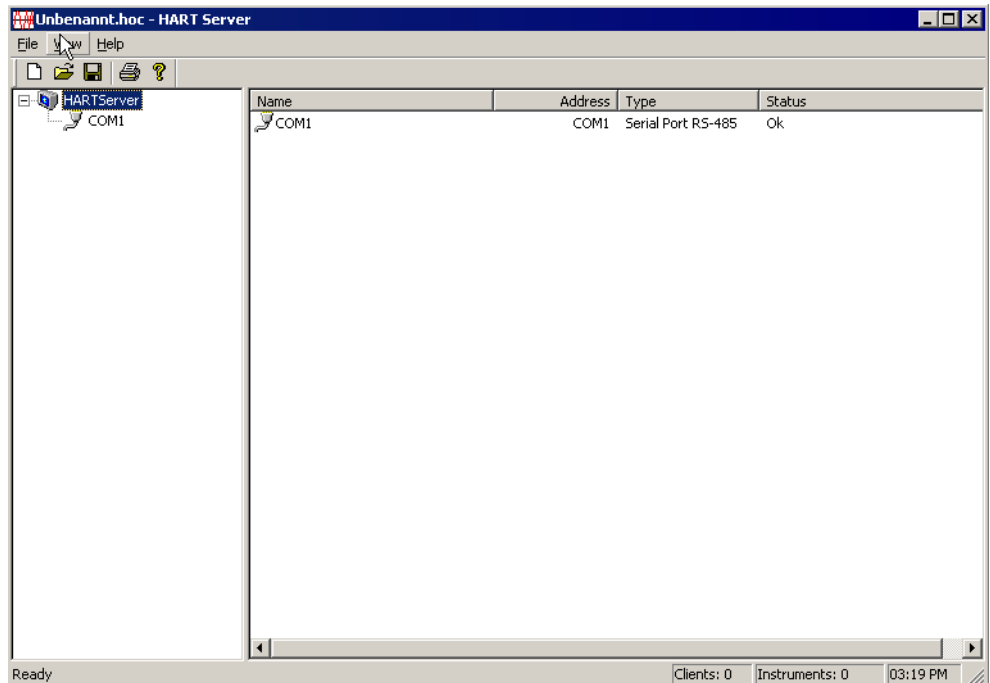 Unbenannt.hoc - HART Server
File View Help
HARTServer
COM1
Name Address Type Status
COM1 COM1 Serial Port RS-485 Ok
Ready Clients: 0 Instruments: 0 03:19 PM